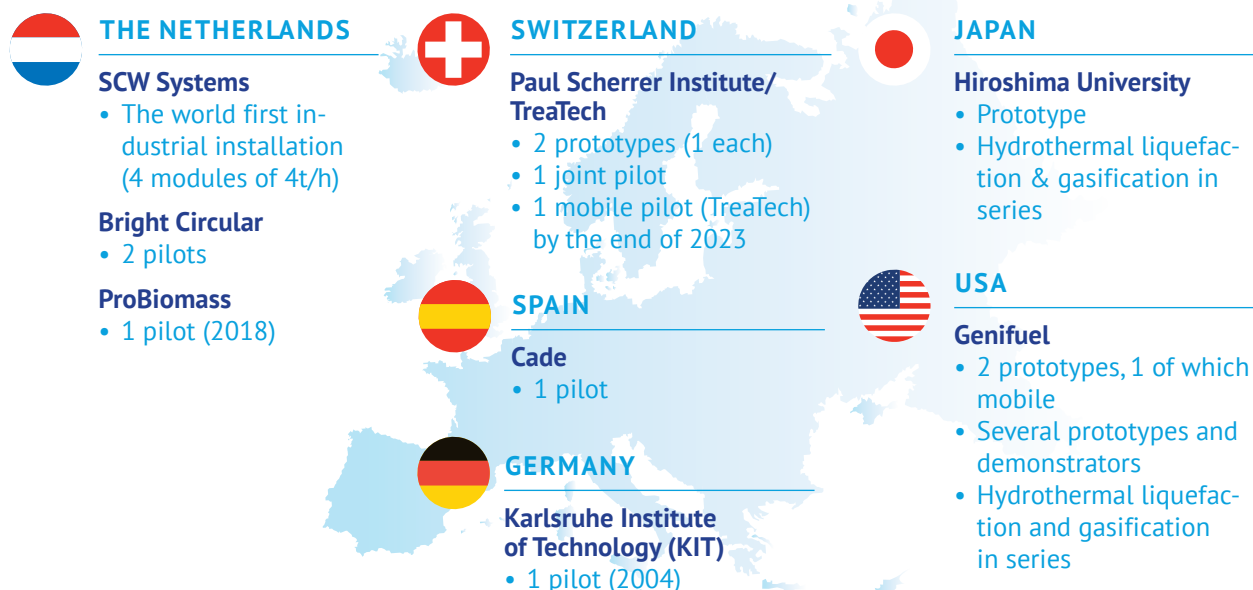 THE NETHERLANDS
SCW Systems
• The world first in-
dustrial installation
(4 modules of 4t/h)
Bright Circular
• 2 pilots
ProBiomass
• 1 pilot (2018)
SWITZERLAND
Paul Scherrer Institute/
TreaTech
• 2 prototypes (1 each)
• 1 joint pilot
• 1 mobile pilot (TreaTech)
by the end of 2023
SPAIN
Cade
• 1 pilot
GERMANY
Karlsruhe Institute
of Technology (KIT)
• 1 pilot (2004)
JAPAN
Hiroshima University
• Prototype
• Hydrothermal liquefac-
tion & gasification in
series
USA
Genifuel
• 2 prototypes, 1 of which
mobile
• Several prototypes and
demonstrators
• Hydrothermal liquefac-
tion and gasification
in series